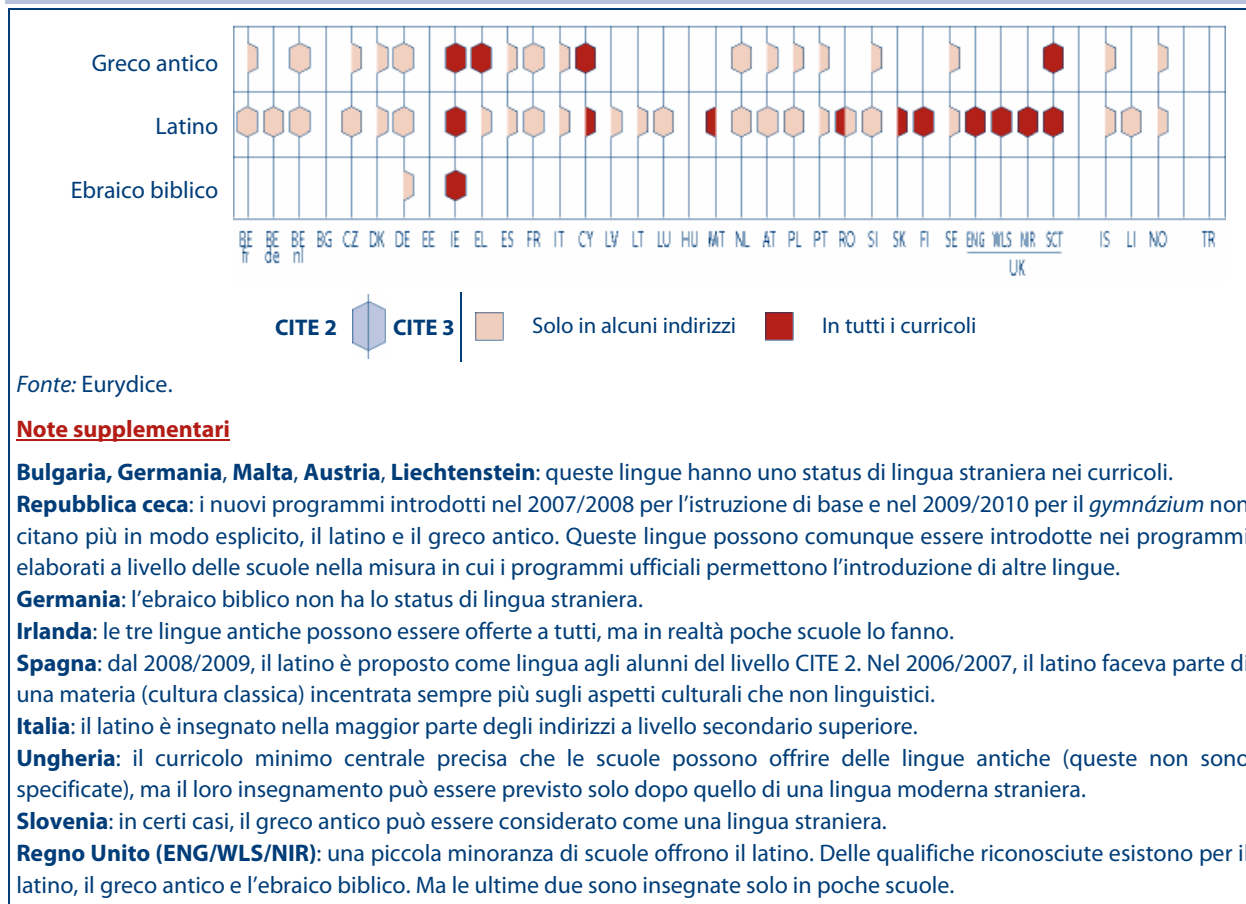 Greco antico
Latino
Ebraico biblico
BE BE BE BG CZ DK DE EE IE EL ES FR IT CY LV LT LU HU MT NL AT PL PT RO SI SK FI SE ENG WLS NIR SCT IS LI NO TR
fr de nl
UK
CITE 2 CITE 3 Solo in alcuni indirizzi In tutti i curricoli
Fonte: Eurydice.
Note supplementari
Bulgaria, Germania, Malta, Austria, Liechtenstein: queste lingue hanno uno status di lingua straniera nei curricoli.
Repubblica ceca: i nuovi programmi introdotti nel 2007/2008 per l’istruzione di base e nel 2009/2010 per il gymnázium non
citano più in modo esplicito, il latino e il greco antico. Queste lingue possono comunque essere introdotte nei programmi
elaborati a livello delle scuole nella misura in cui i programmi ufficiali permettono l’introduzione di altre lingue.
Germania: l’ebraico biblico non ha lo status di lingua straniera.
Irlanda: le tre lingue antiche possono essere offerte a tutti, ma in realtà poche scuole lo fanno.
Spagna: dal 2008/2009, il latino è proposto come lingua agli alunni del livello CITE 2. Nel 2006/2007, il latino faceva parte di
una materia (cultura classica) incentrata sempre più sugli aspetti culturali che non linguistici.
Italia: il latino è insegnato nella maggior parte degli indirizzi a livello secondario superiore.
Ungheria: il curricolo minimo centrale precisa che le scuole possono offrire delle lingue antiche (queste non sono
specificate), ma il loro insegnamento può essere previsto solo dopo quello di una lingua moderna straniera.
Slovenia: in certi casi, il greco antico può essere considerato come una lingua straniera.
Regno Unito (ENG/WLS/NIR): una piccola minoranza di scuole offrono il latino. Delle qualifiche riconosciute esistono per il
latino, il greco antico e l’ebraico biblico. Ma le ultime due sono insegnate solo in poche scuole.